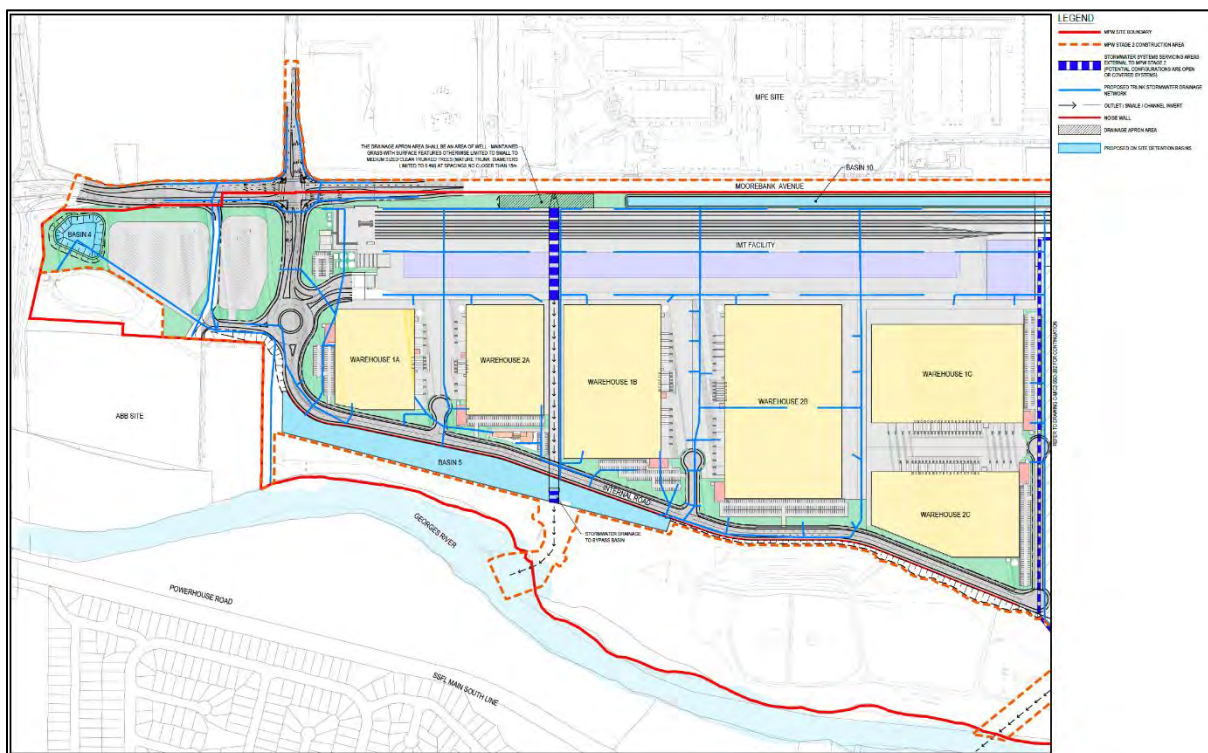 LEGEND
MPW SITE BOUNDARY
MPW STAGE 2 CONSTRUCTION AREA
STORMWATER SYSTEMS SERVICING AREAS
EXTERNAL TO MPW STAGE 2
(POTENTIAL CONFIGURATIONS ARE OPEN
OR COVERED SYSTEMS)
PROPOSED TRUNK STORMWATER DRAINAGE
NETWORK
OUTLET / SWALE / CHANNEL INVERT
NOISE WALL
DRAINAGE APRON AREA
PROPOSED ON SITE DETENTION BASINS
MPE SITE
THE DRAINAGE APRON AREA SHALL BE AN AREA OF WELL - MAINTAINED
GRASS WITH SURFACE FEATURES OTHERWISE LIMITED TO SMALL TO
MEDIUM SIZED CLEAN TRUNKED TREES (MATURE TRUNK DIAMETERS
LIMITED TO) AT SPACINGS NO CLOSER THAN 15m
BASIN 10
MOOREBANK AVENUE
BASIN 4
IMT FACILITY
WAREHOUSE 1A
WAREHOUSE 2A
WAREHOUSE 1B
WAREHOUSE 2B
WAREHOUSE 1C
WAREHOUSE 2C
ABB SITE
BASIN 5
INTERNAL ROAD
STORMWATER DRAINAGE
TO BYPASS BASIN
GEORGES RIVER
POWERHOUSE ROAD
SSFL MAIN SOUTH LINE
FOR CONTINUATION